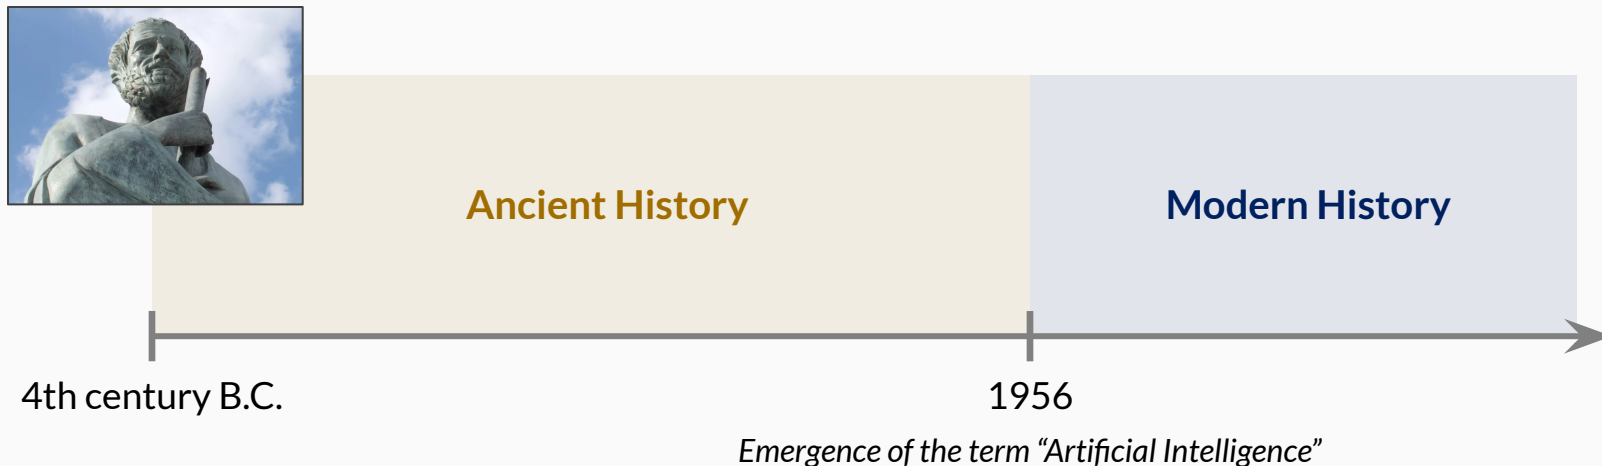 Ancient History
Modern History
4th century B.C.
1956
Emergence of the term “Artificial Intelligence”